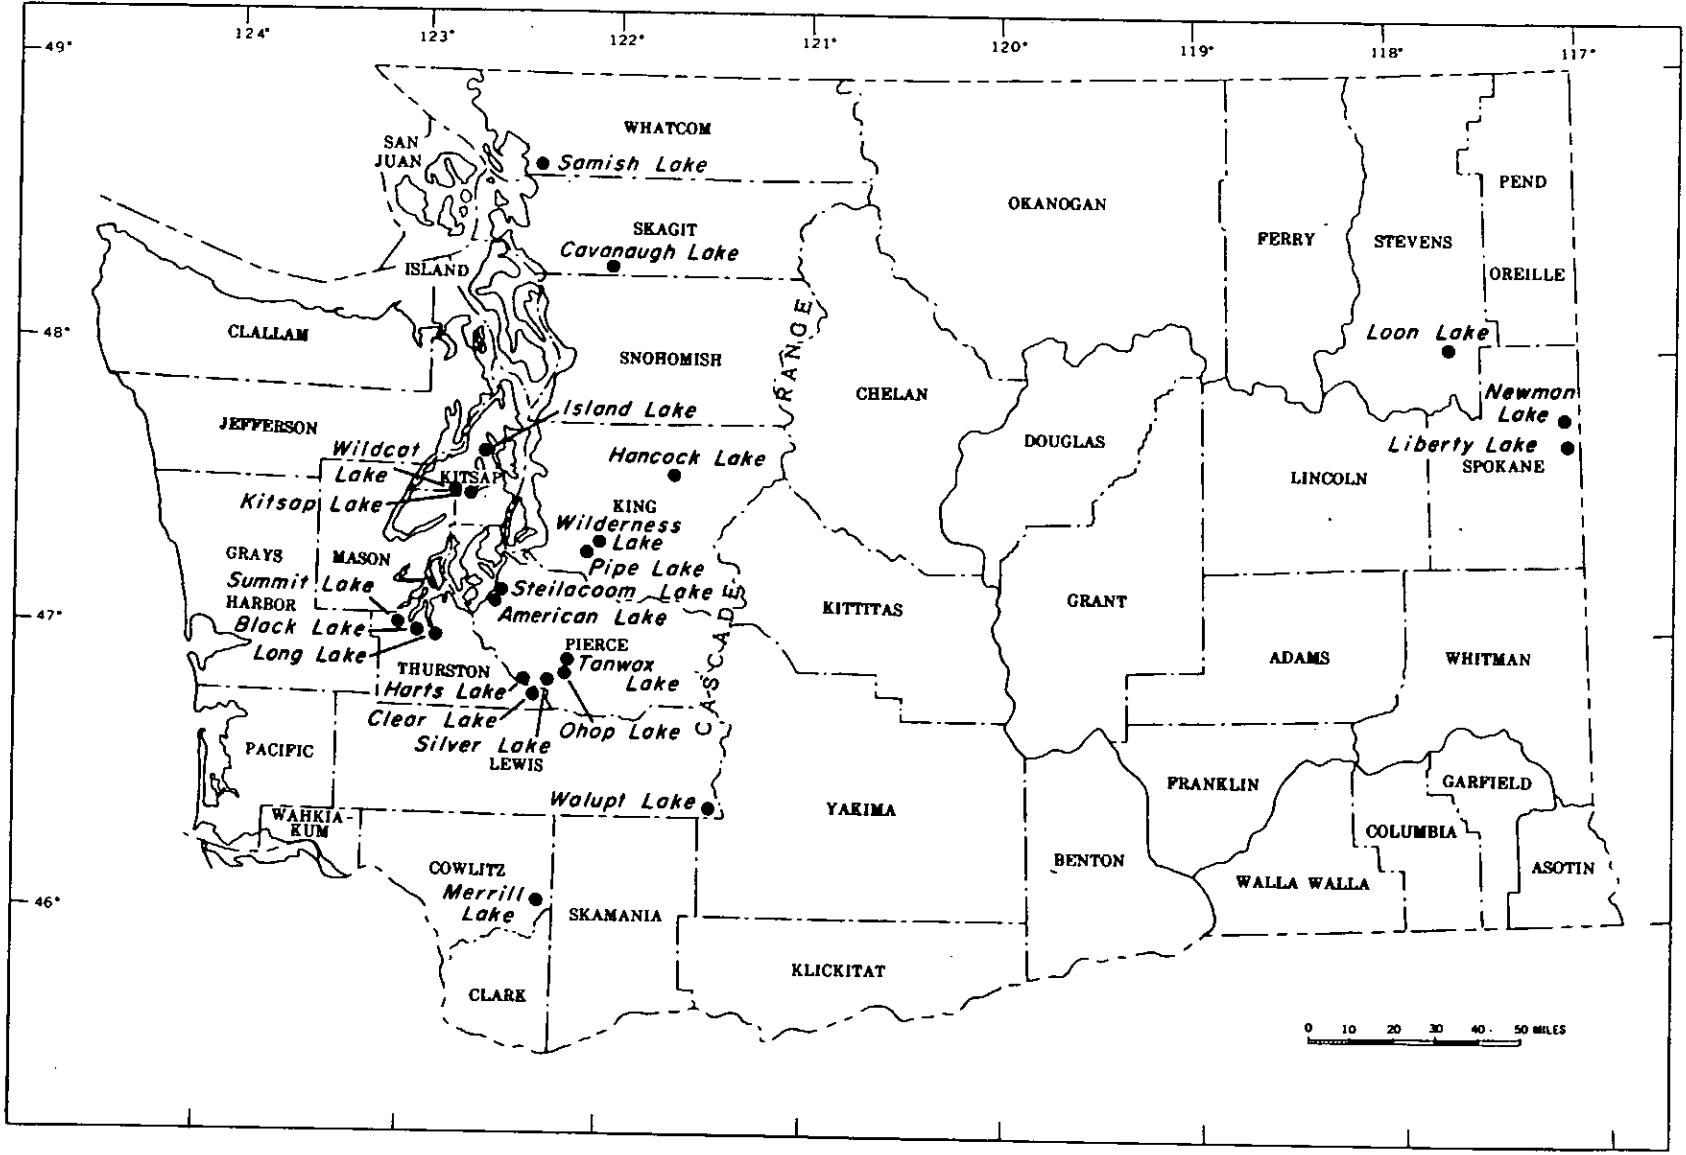 124°
123°
122°
121°
120°
119°
118°
117°
49°
WHATCOM
SAN
JUAN
Samish Lake
PEND
OKANOGAN
SKAGIT
FERRY
STEVENS
Cavanaugh Lake
ISLAND
OREILLE
48°
CLALLAM
RANGE
Loon Lake
SNOHOMISH
CHELAN
Newman
Lake
Island Lake
JEFFERSON
DOUGLAS
Wildcat
Lake
Liberty Lake
Hancock Lake
SPOKANE
KITSAP
LINCOLN
Kitsap Lake
KING
Wilderness
Lake
GRAYS
MASON
Pipe Lake
Summit Lake
Steilacoom Lake
HARBOR
47°
CASCADE
KITTITAS
GRANT
American Lake
Black Lake
Long Lake
PIERCE
ADAMS
WHITMAN
THURSTON
Tanwax
Lake
Harts Lake
Clear Lake
Ohop Lake
Silver Lake
PACIFIC
LEWIS
Walupt Lake
YAKIMA
FRANKLIN
GARFIELD
WAHKIA-
KUM
COLUMBIA
BENTON
COWLITZ
ASOTIN
Merrill
Lake
WALLA WALLA
46°
SKAMANIA
KLICKITAT
CLARK
0 10 20 30 40 50 MILES